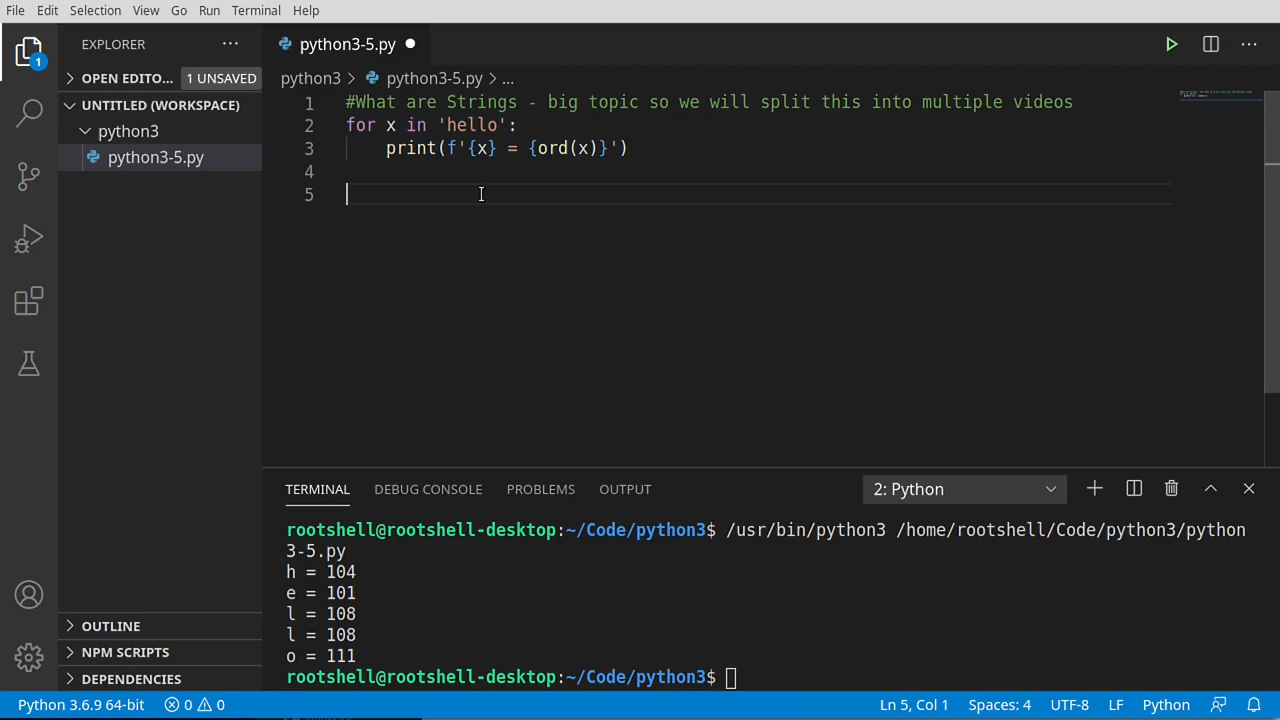 File Edit Selection View Go Run Terminal Help
EXPLORER
python3-5.py
OPEN EDITO... 1 UNSAVED
python3 > python3-5.py > ...
UNTITLED (WORKSPACE)
python3
python3-5.py
1 #What are Strings - big topic so we will split this into multiple videos
2 for x in 'hello':
3 print(f'{x} = {ord(x)}')
4
5
TERMINAL DEBUG CONSOLE PROBLEMS OUTPUT 2: Python
rootshell@rootshell-desktop:~/Code/python3$ /usr/bin/python3 /home/rootshell/Code/python3/python
3-5.py
h = 104
e = 101
l = 108
l = 108
o = 111
rootshell@rootshell-desktop:~/Code/python3$
1
OUTLINE
NPM SCRIPTS
DEPENDENCIES
Python 3.6.9 64-bit 0 0 Ln 5, Col 1 Spaces: 4 UTF-8 LF Python